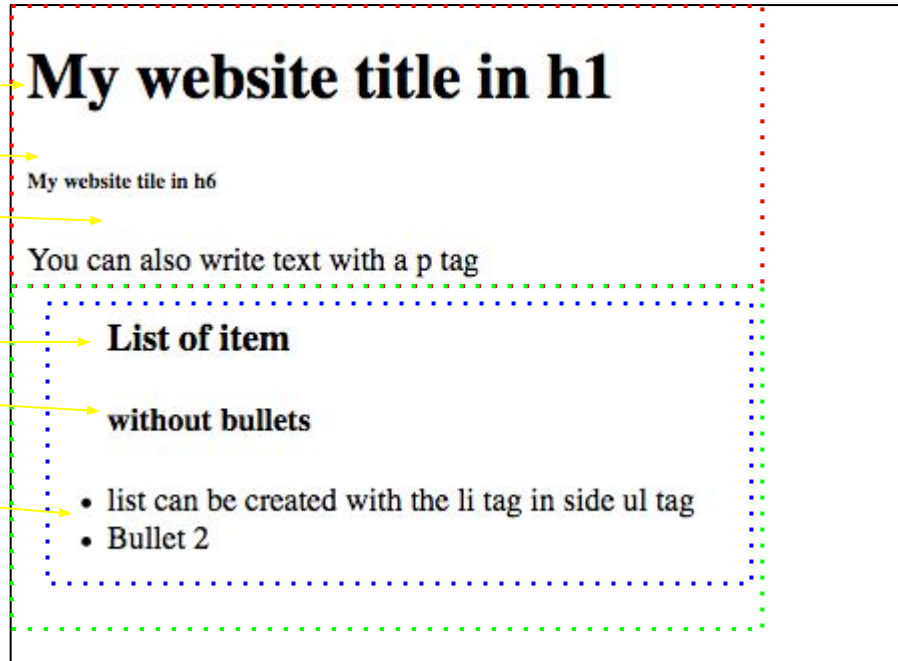 My website title in h1
My website tile in h6
You can also write text with a p tag
List of item
without bullets
list can be created with the li tag in side ul tag
Bullet 2